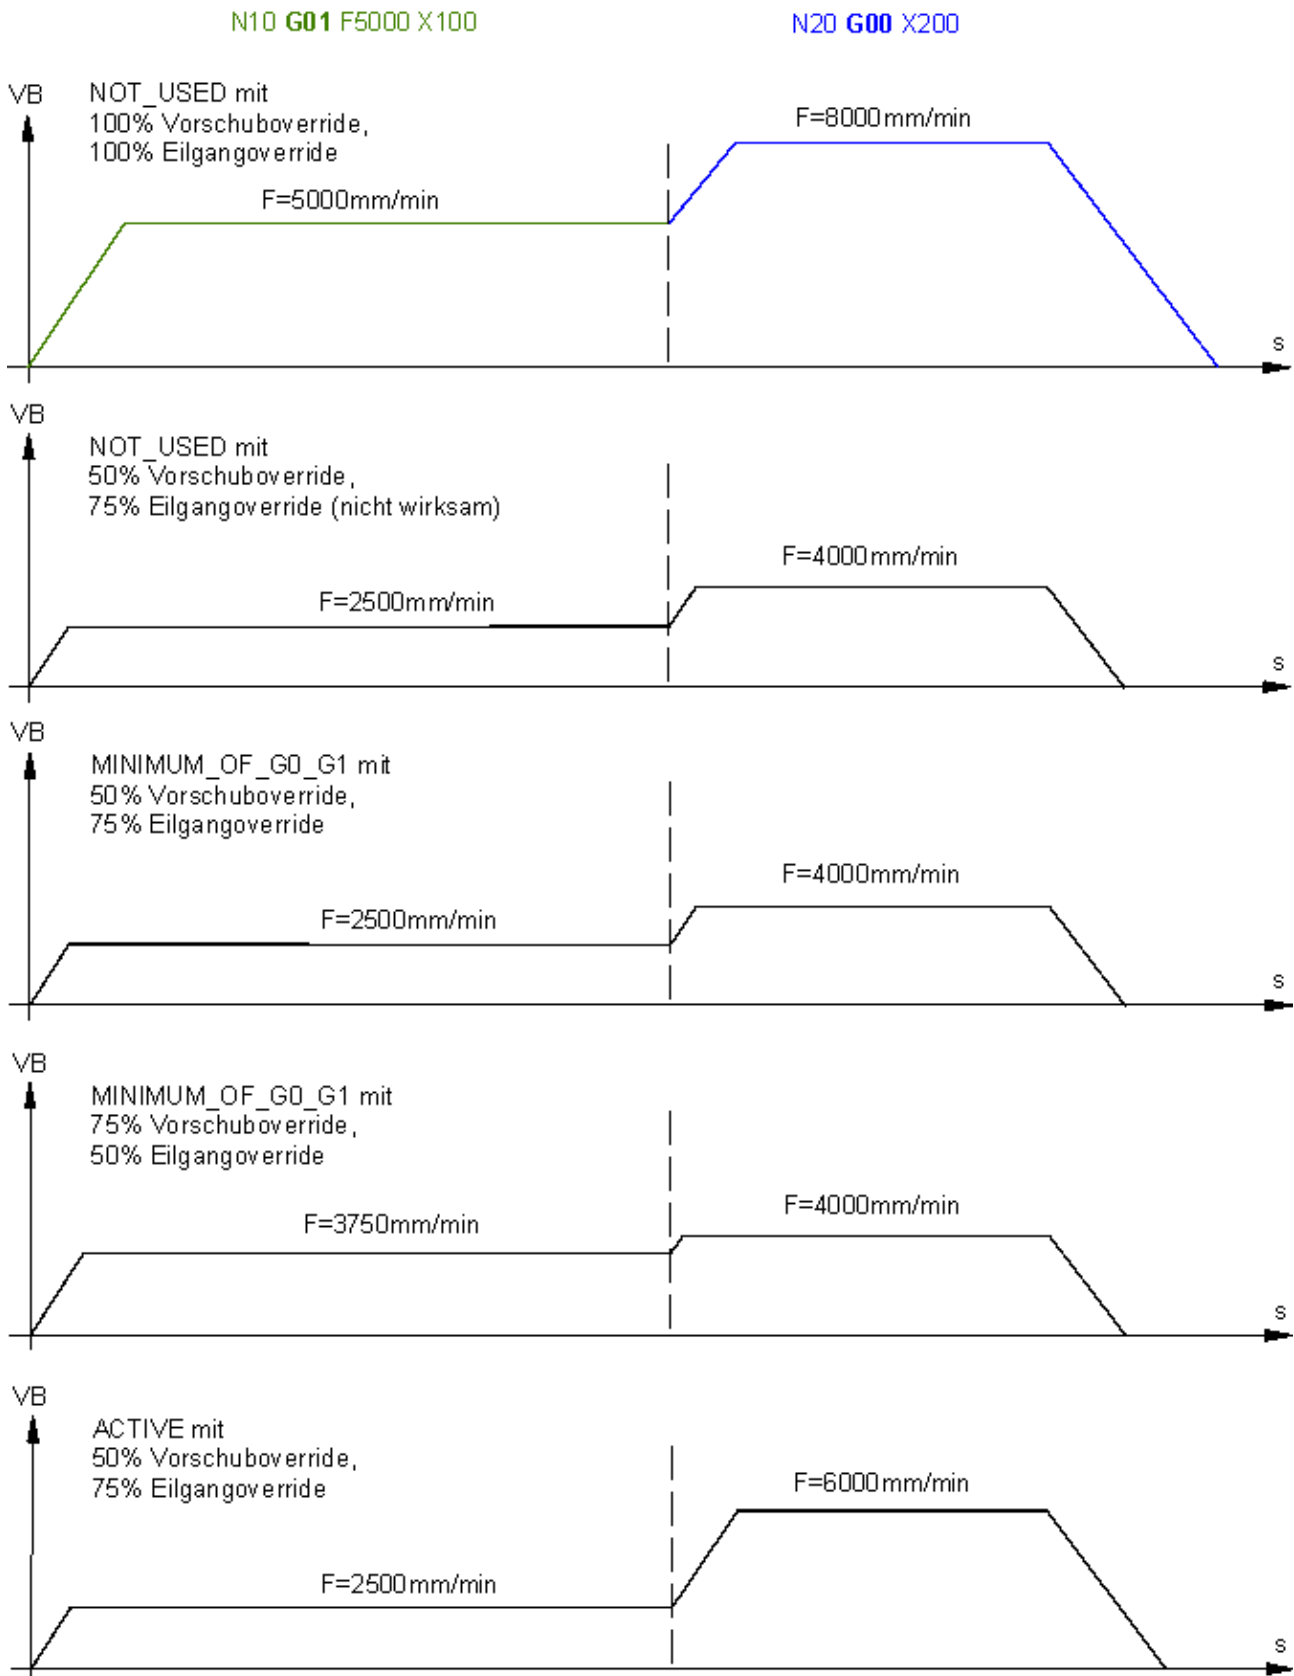 N10 G01 F5000 X100
N20 G00 X200
VB
NOT_USED mit
100% Vorschuboverride,
100% Eilgangoverride
F=5000mm/min
F=8000mm/min
s
VB
NOT_USED mit
50% Vorschuboverride,
75% Eilgangoverride (nicht wirksam)
F=2500mm/min
F=4000mm/min
s
VB
MINIMUM_OF_G0_G1 mit
50% Vorschuboverride,
75% Eilgangoverride
F=2500mm/min
F=4000mm/min
s
VB
MINIMUM_OF_G0_G1 mit
75% Vorschuboverride,
50% Eilgangoverride
F=3750mm/min
F=4000mm/min
s
VB
ACTIVE mit
50% Vorschuboverride,
75% Eilgangoverride
F=2500mm/min
F=6000mm/min
s